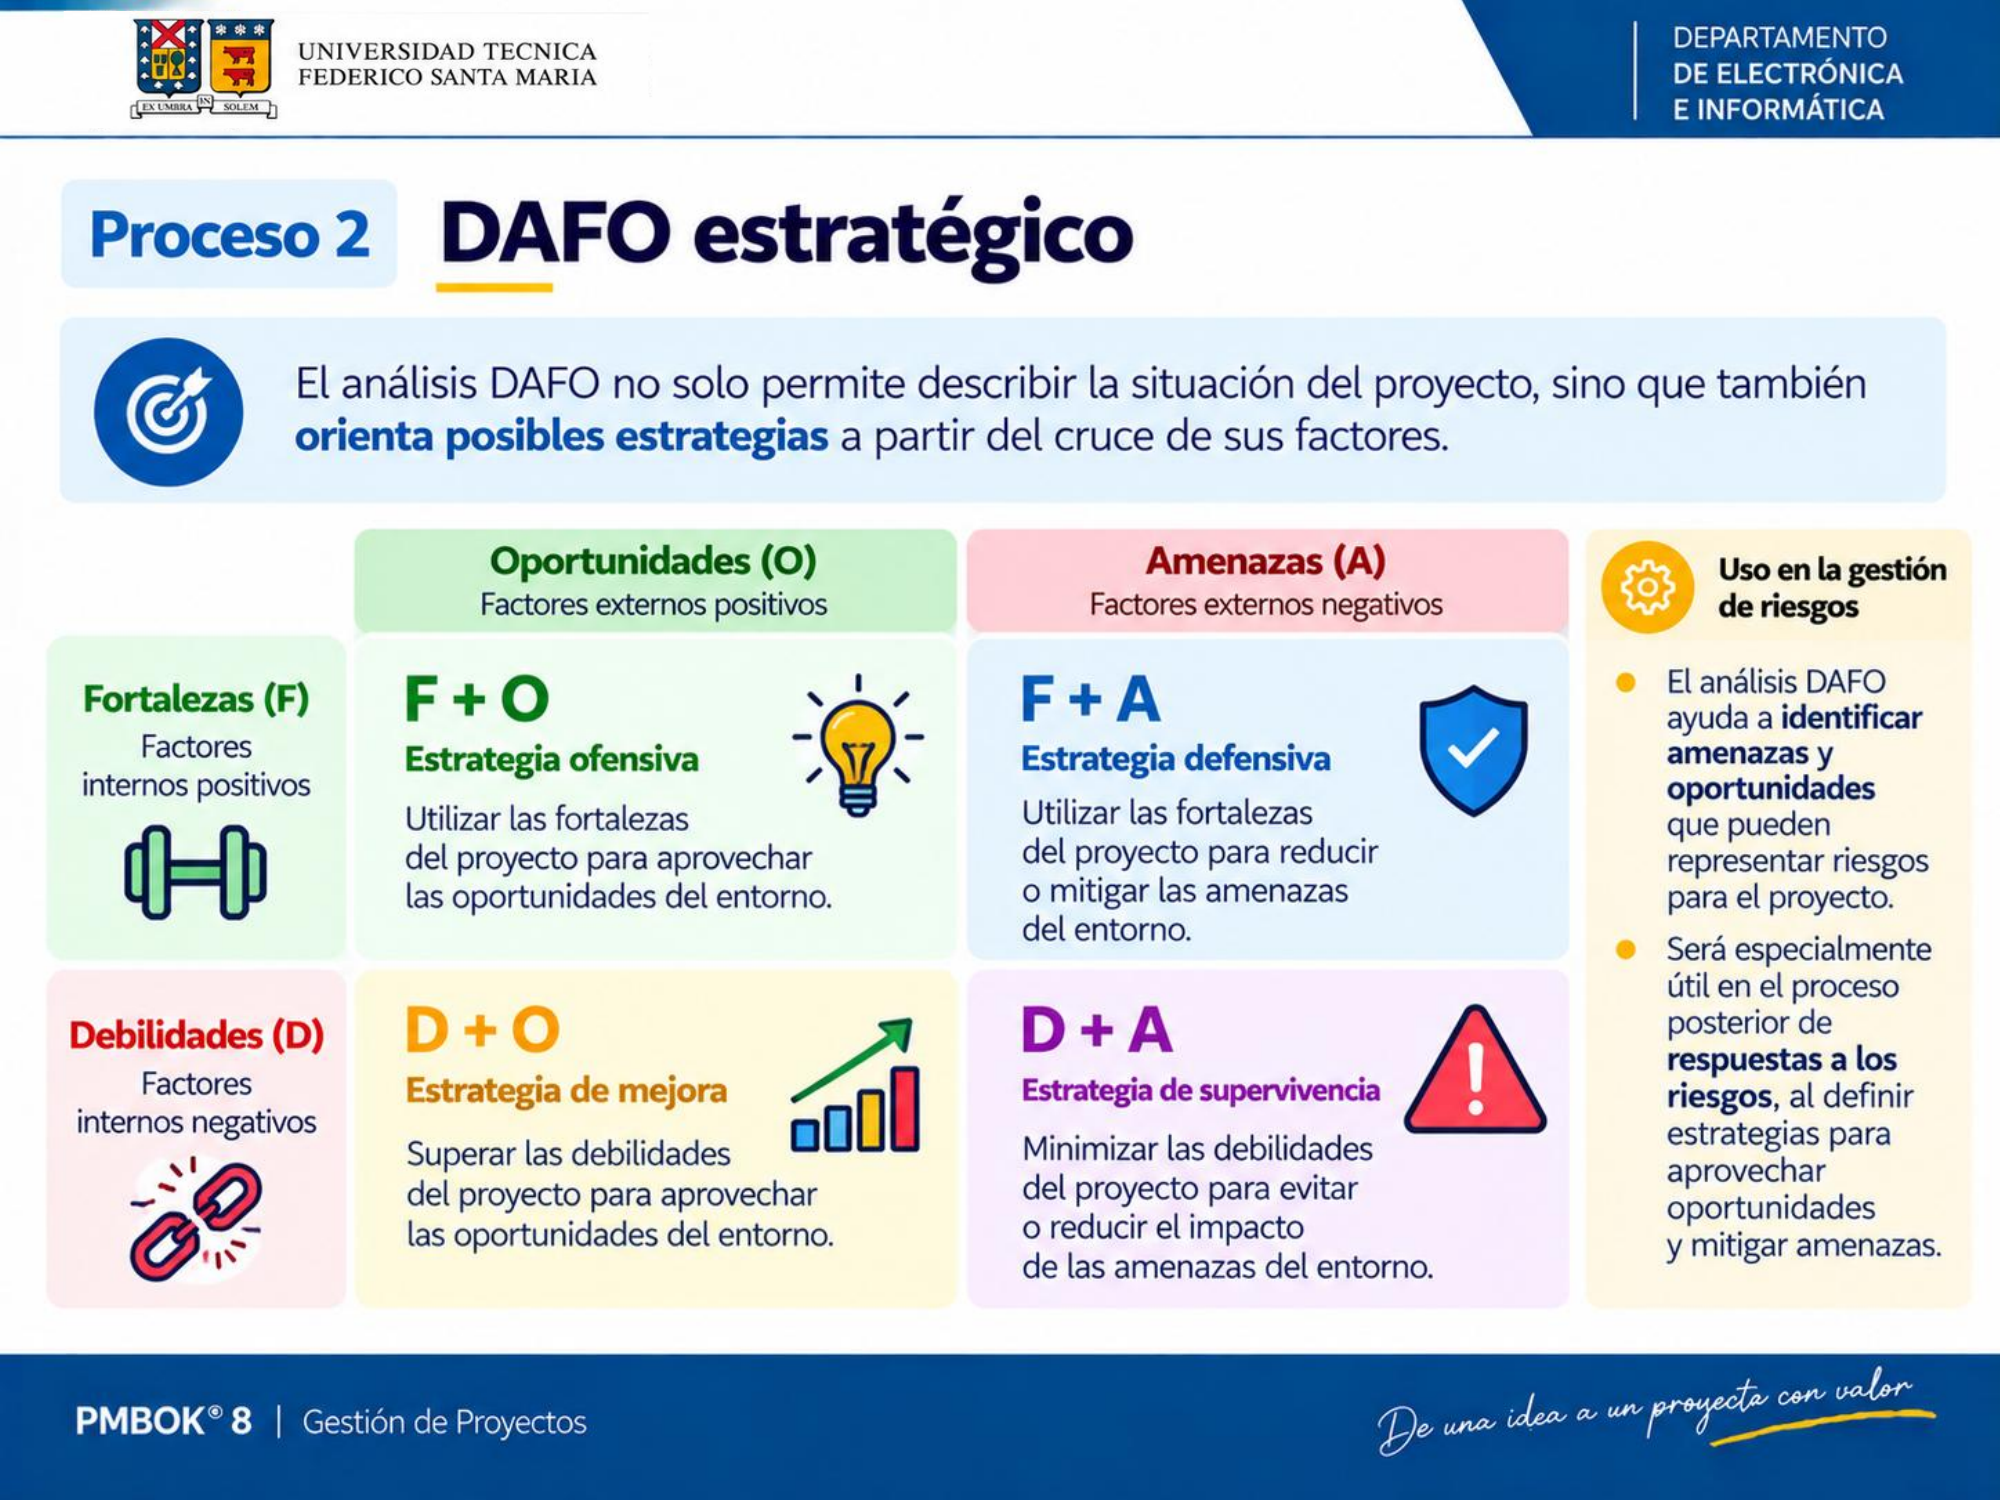 UNIVERSIDAD TECNICA
FEDERICO SANTA MARIA
EX UMBRA IN SOLEM
DEPARTAMENTO
DE ELECTRÓNICA
E INFORMÁTICA
Proceso 2
DAFO estratégico
El análisis DAFO no solo permite describir la situación del proyecto, sino que también
orienta posibles estrategias a partir del cruce de sus factores.
Oportunidades (O)
Factores externos positivos
Amenazas (A)
Factores externos negativos
Fortalezas (F)
Factores
internos positivos
F + O
Estrategia ofensiva
Utilizar las fortalezas
del proyecto para aprovechar
las oportunidades del entorno.
F + A
Estrategia defensiva
Utilizar las fortalezas
del proyecto para reducir
o mitigar las amenazas
del entorno.
Debilidades (D)
Factores
internos negativos
D + O
Estrategia de mejora
Superar las debilidades
del proyecto para aprovechar
las oportunidades del entorno.
D + A
Estrategia de supervivencia
Minimizar las debilidades
del proyecto para evitar
o reducir el impacto
de las amenazas del entorno.
Uso en la gestión
de riesgos
El análisis DAFO
ayuda a identificar
amenazas y
oportunidades
que pueden
representar riesgos
para el proyecto.
Será especialmente
útil en el proceso
posterior de
respuestas a los
riesgos, al definir
estrategias para
aprovechar
oportunidades
y mitigar amenazas.
PMBOK® 8 | Gestión de Proyectos
De una idea a un proyecto con valor